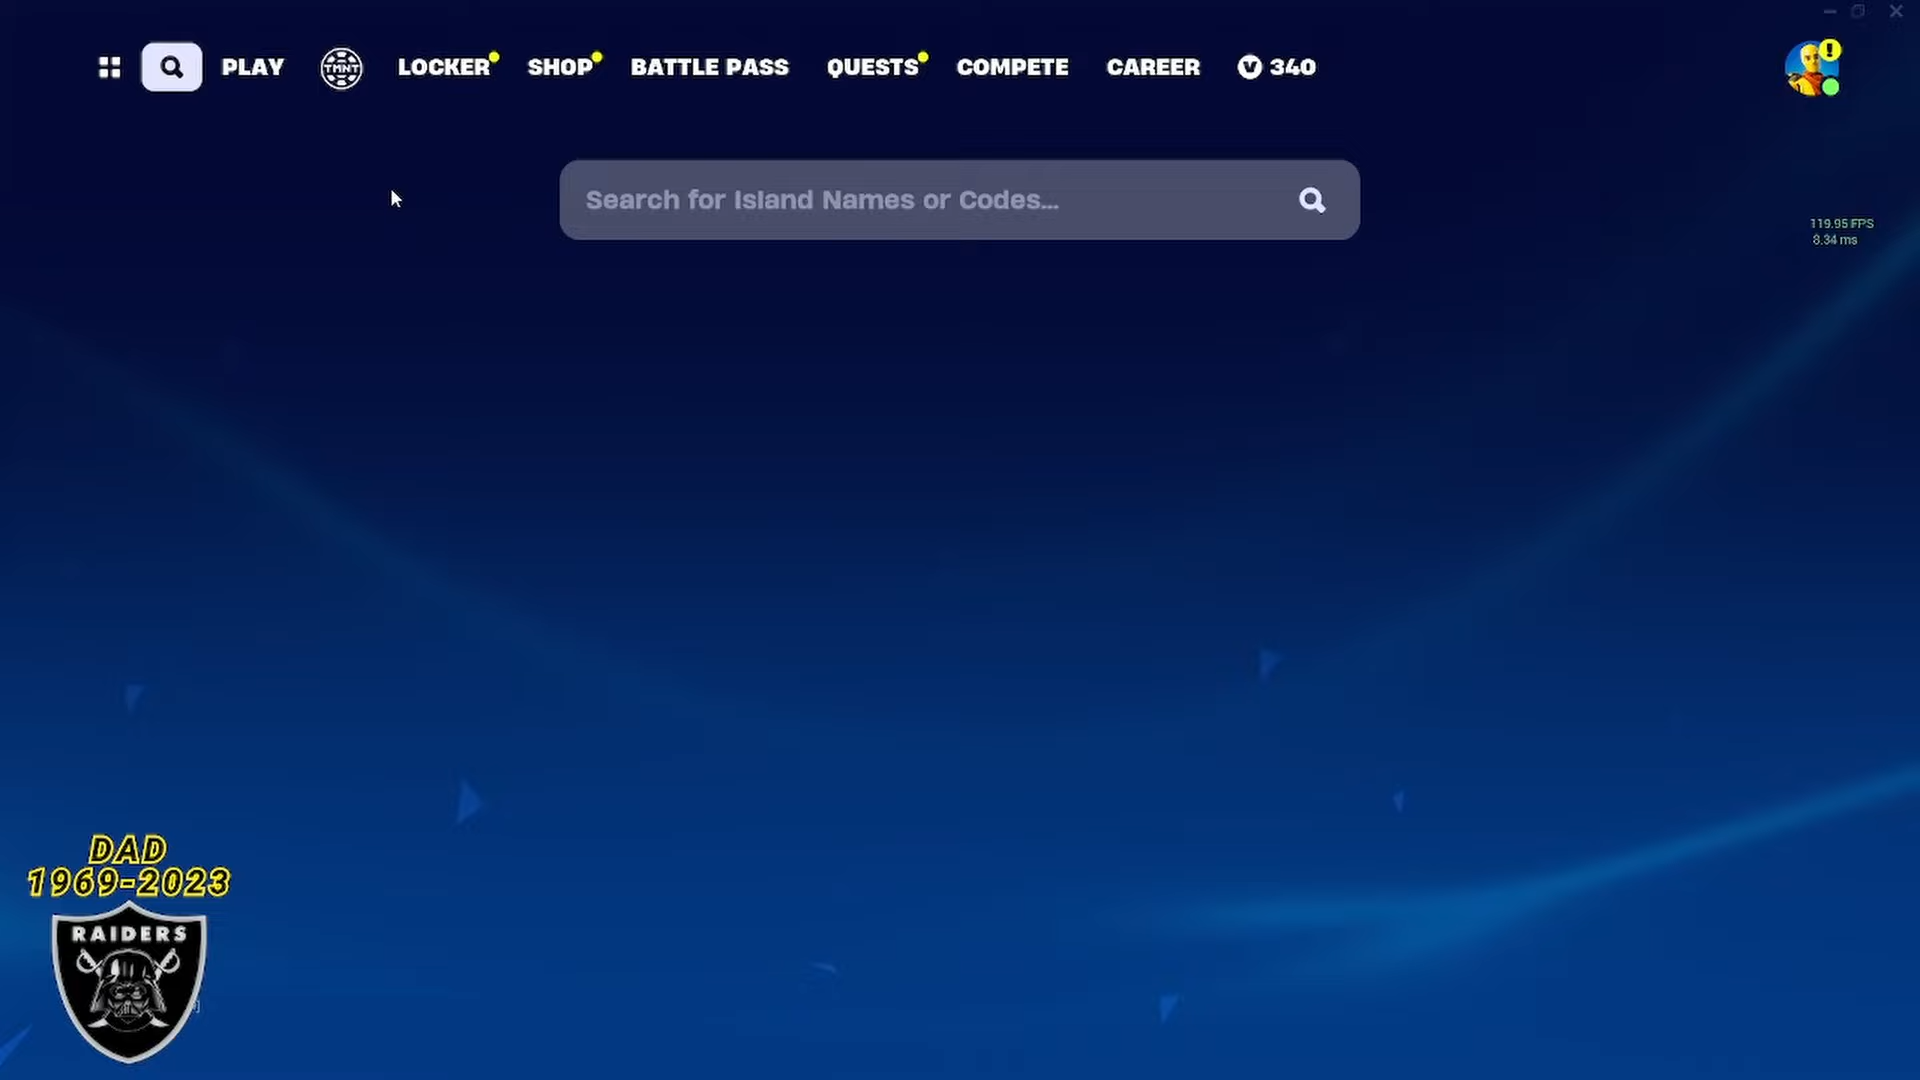 PLAY
TMNT
LOCKER
SHOP
BATTLE PASS
QUESTS
COMPETE
CAREER
V 340
!
Search for Island Names or Codes...
119.95 FPS
8.34 ms
DAD
1969-2023
RAIDERS